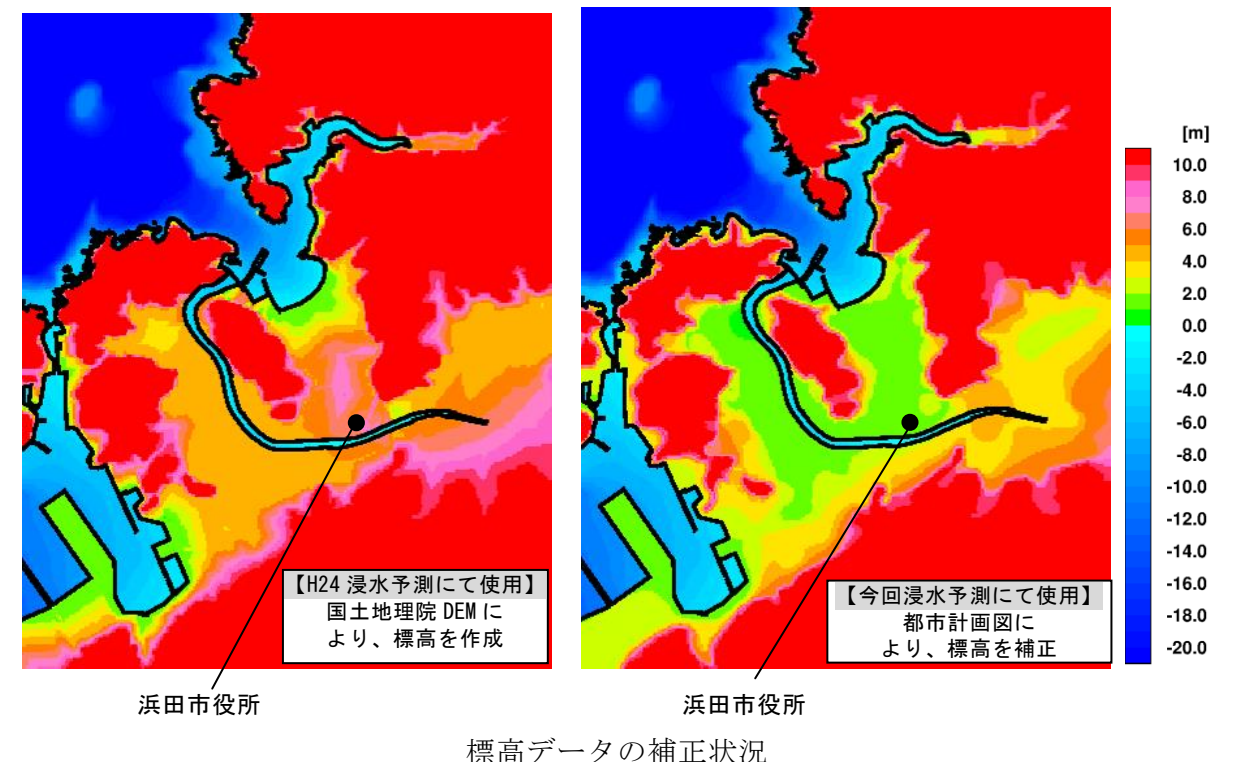 【H24 浸水予測にて使用】
国土地理院 DEM に
より、標高を作成
浜田市役所
【今回浸水予測にて使用】
都市計画図に
より、標高を補正
浜田市役所
[m]
10.0
8.0
6.0
4.0
2.0
0.0
-2.0
-4.0
-6.0
-8.0
-10.0
-12.0
-14.0
-16.0
-18.0
-20.0
標高データの補正状況